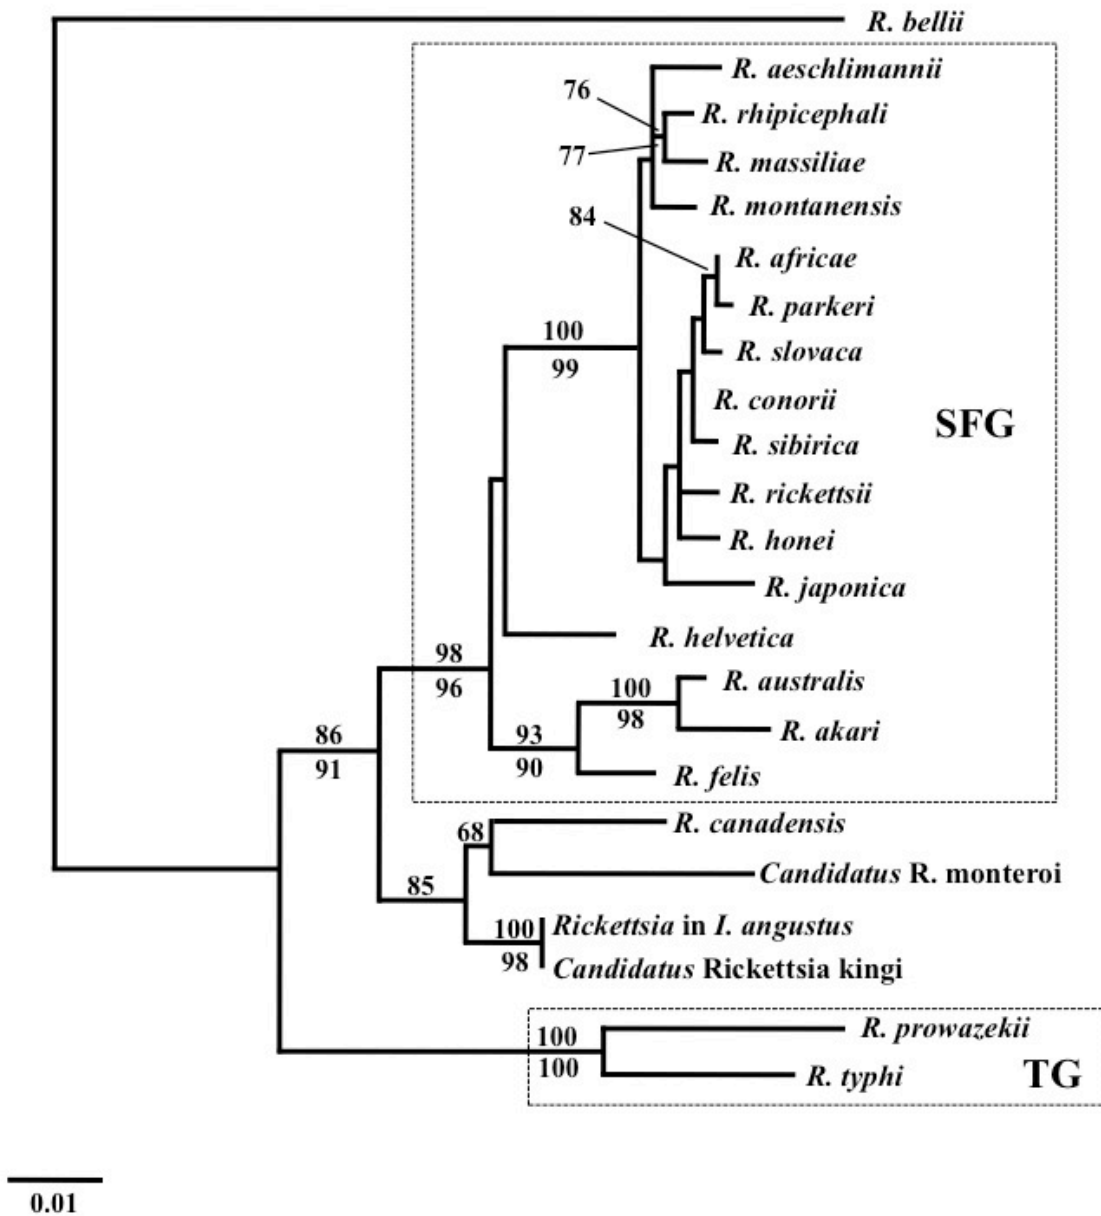 R. bellii
R. aeschlimannii
76
R. rhipicephali
77
R. massiliae
R. montanensis
84
R. africae
R. parkeri
100
R. slovaca
99
R. conorii
SFG
R. sibirica
R. rickettsii
R. honei
R. japonica
R. helvetica
98
96
R. australis
100
98
R. akari
93
90
R. felis
86
91
R. canadensis
68
Candidatus R. monteroi
85
Rickettsia in I. angustus
100
98
Candidatus Rickettsia kingi
R. prowazekii
100
100
R. typhi
TG
0.01